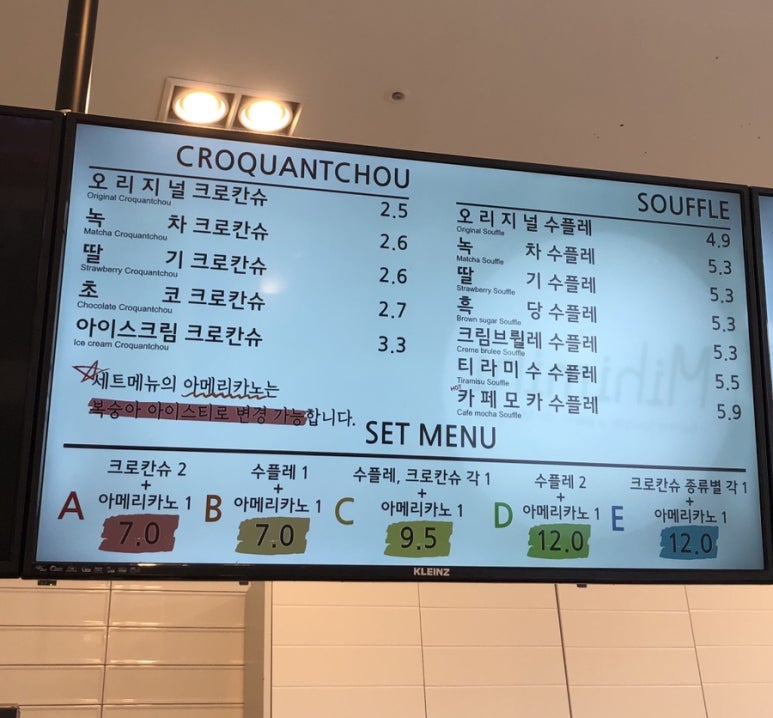 CROQUANTCHOU
오리지널 크로칸슈 2.5
Original Croquantchou
녹 차 크로칸슈 2.6
Matcha Croquantchou
딸 기 크로칸슈 2.6
Strawberry Croquantchou
초 코 크로칸슈 2.7
Chocolate Croquantchou
아이스크림 크로칸슈 3.3
Ice cream Croquantchou
세트메뉴의 아메리카노는
복숭아 아이스티로 변경 가능합니다.
SOUFFLE
오리지널 수플레 4.9
Original Souffle
녹 차 수플레 5.3
Matcha Souffle
딸 기 수플레 5.3
Strawberry Souffle
흑 당 수플레 5.3
Brown sugar Souffle
크림브륄레 수플레 5.3
Creme brulee Souffle
티라미수 수플레 5.5
Tiramisu Souffle
HOT
카페모카 수플레 5.9
Cafe mocha Souffle
SET MENU
A
크로칸슈 2
+
아메리카노 1
7.0
B
수플레 1
+
아메리카노 1
7.0
C
수플레, 크로칸슈 각 1
+
아메리카노 1
9.5
D
수플레 2
+
아메리카노 1
12.0
E
크로칸슈 종류별 각 1
+
아메리카노 1
12.0
KLEINZ